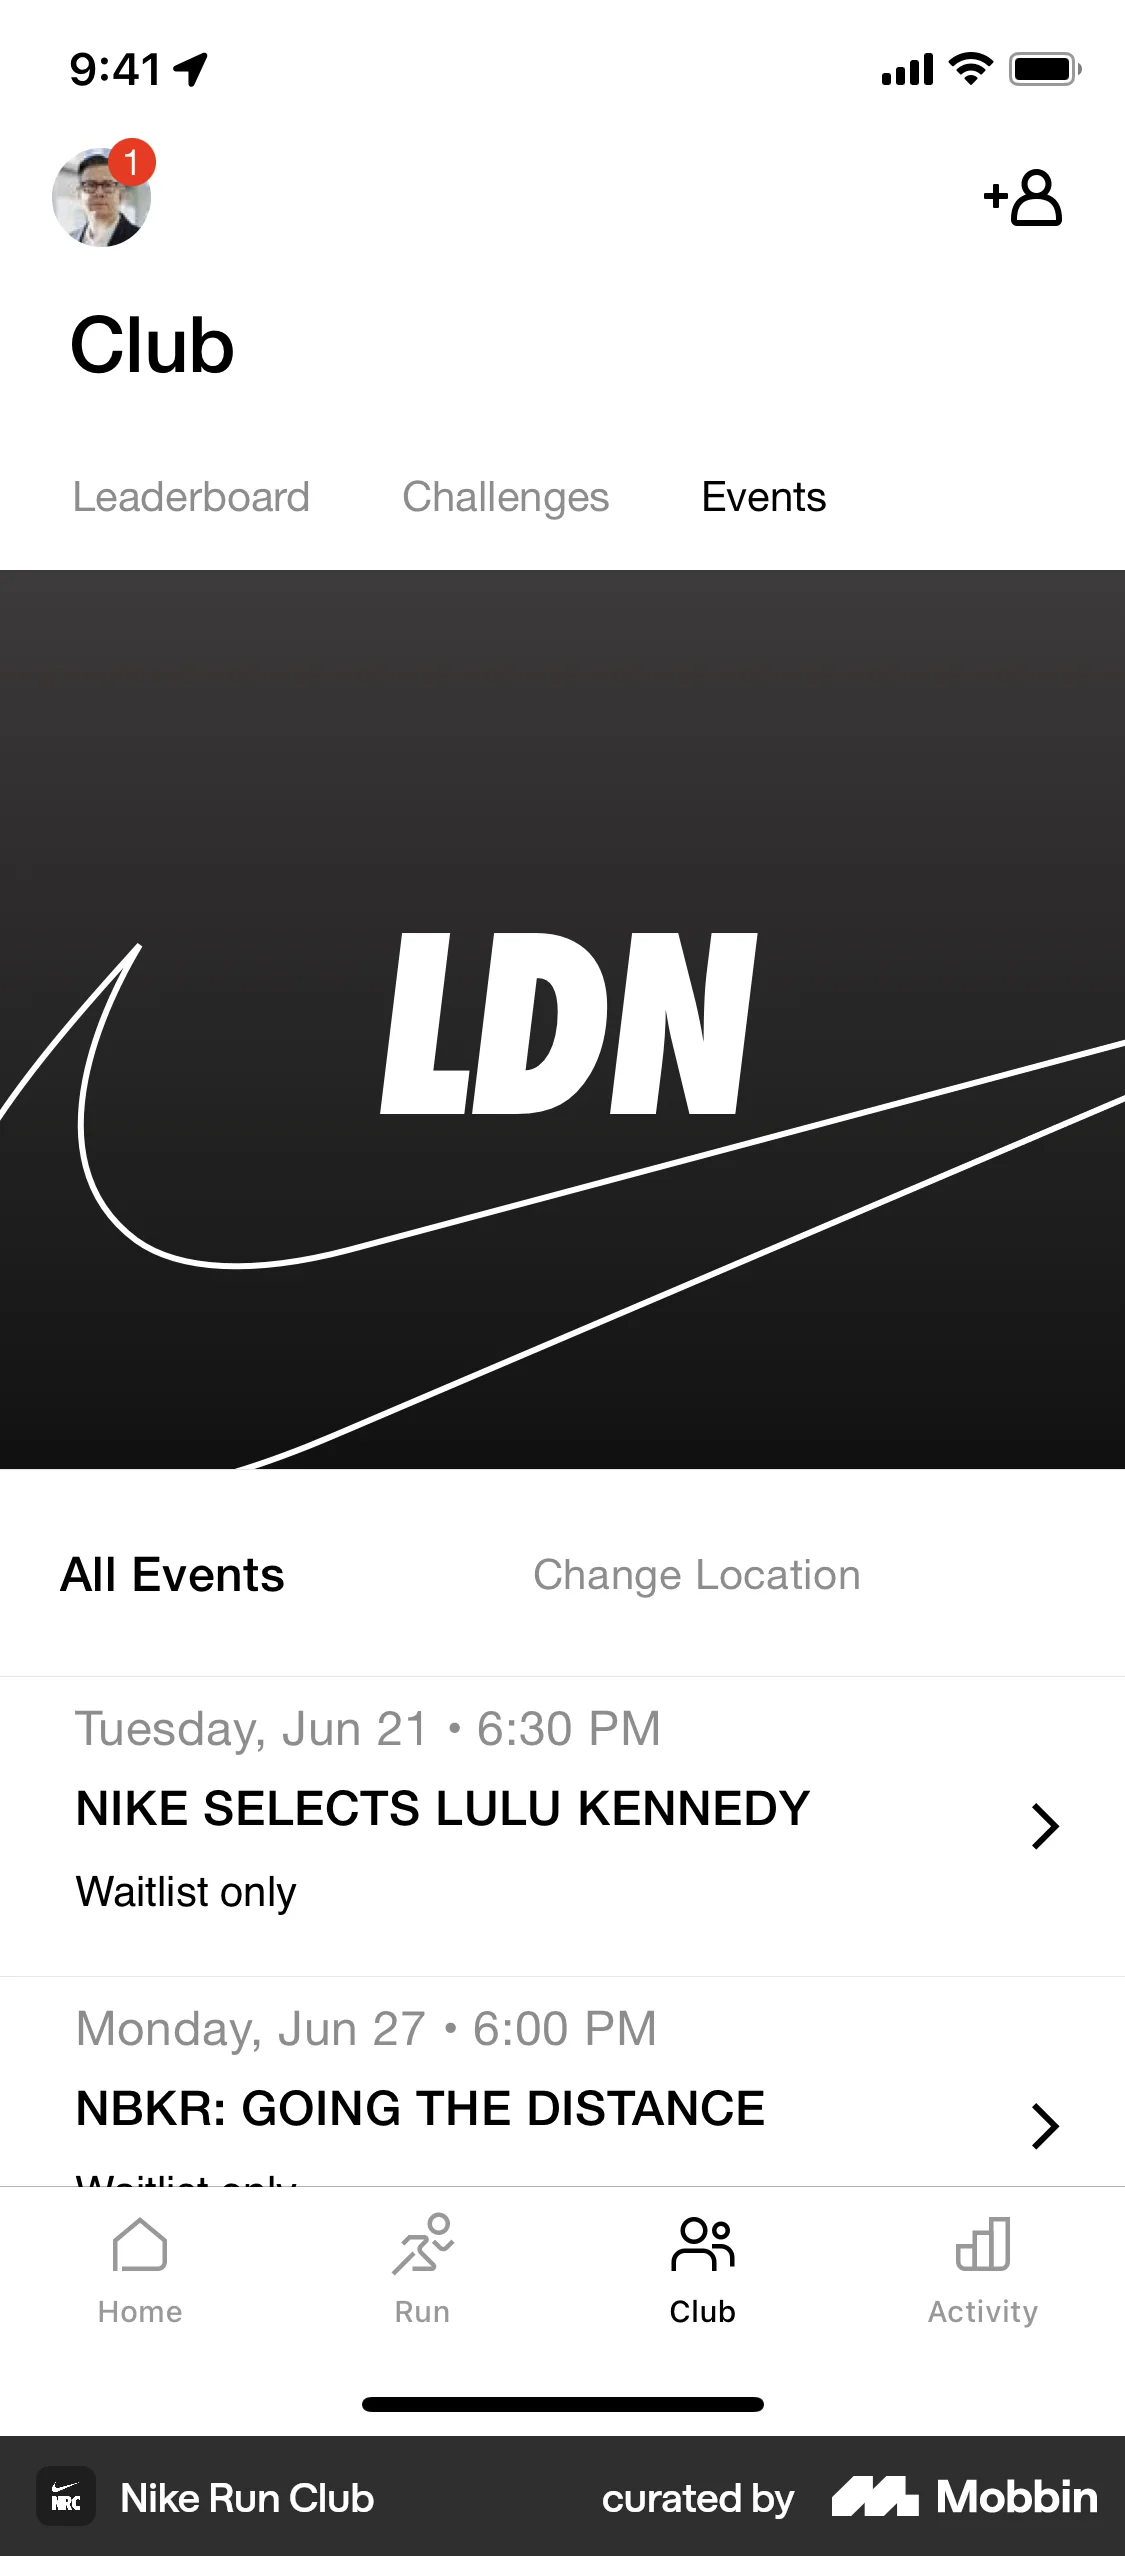 9:41
1
Club
Leaderboard Challenges Events
LDN
All Events Change Location
Tuesday, Jun 21 • 6:30 PM
NIKE SELECTS LULU KENNEDY
Waitlist only
Monday, Jun 27 • 6:00 PM
NBKR: GOING THE DISTANCE
Waitlist only
Home Run Club Activity
NRC Nike Run Club curated by Mobbin